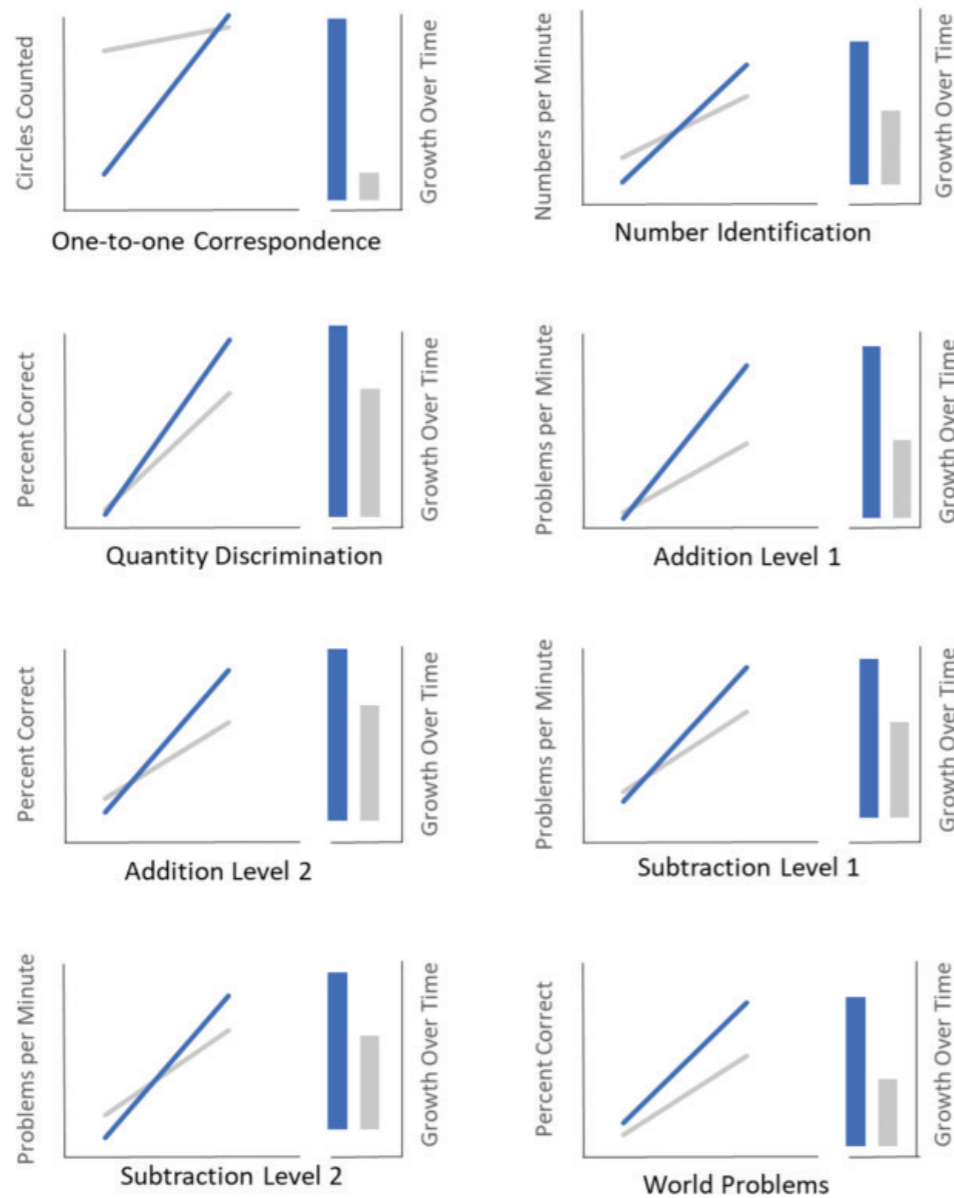 Circles Counted
Growth Over Time
One-to-one Correspondence
Numbers per Minute
Growth Over Time
Number Identification
Percent Correct
Growth Over Time
Quantity Discrimination
Problems per Minute
Growth Over Time
Addition Level 1
Percent Correct
Growth Over Time
Addition Level 2
Problems per Minute
Growth Over Time
Subtraction Level 1
Problems per Minute
Growth Over Time
Subtraction Level 2
Percent Correct
Growth Over Time
World Problems